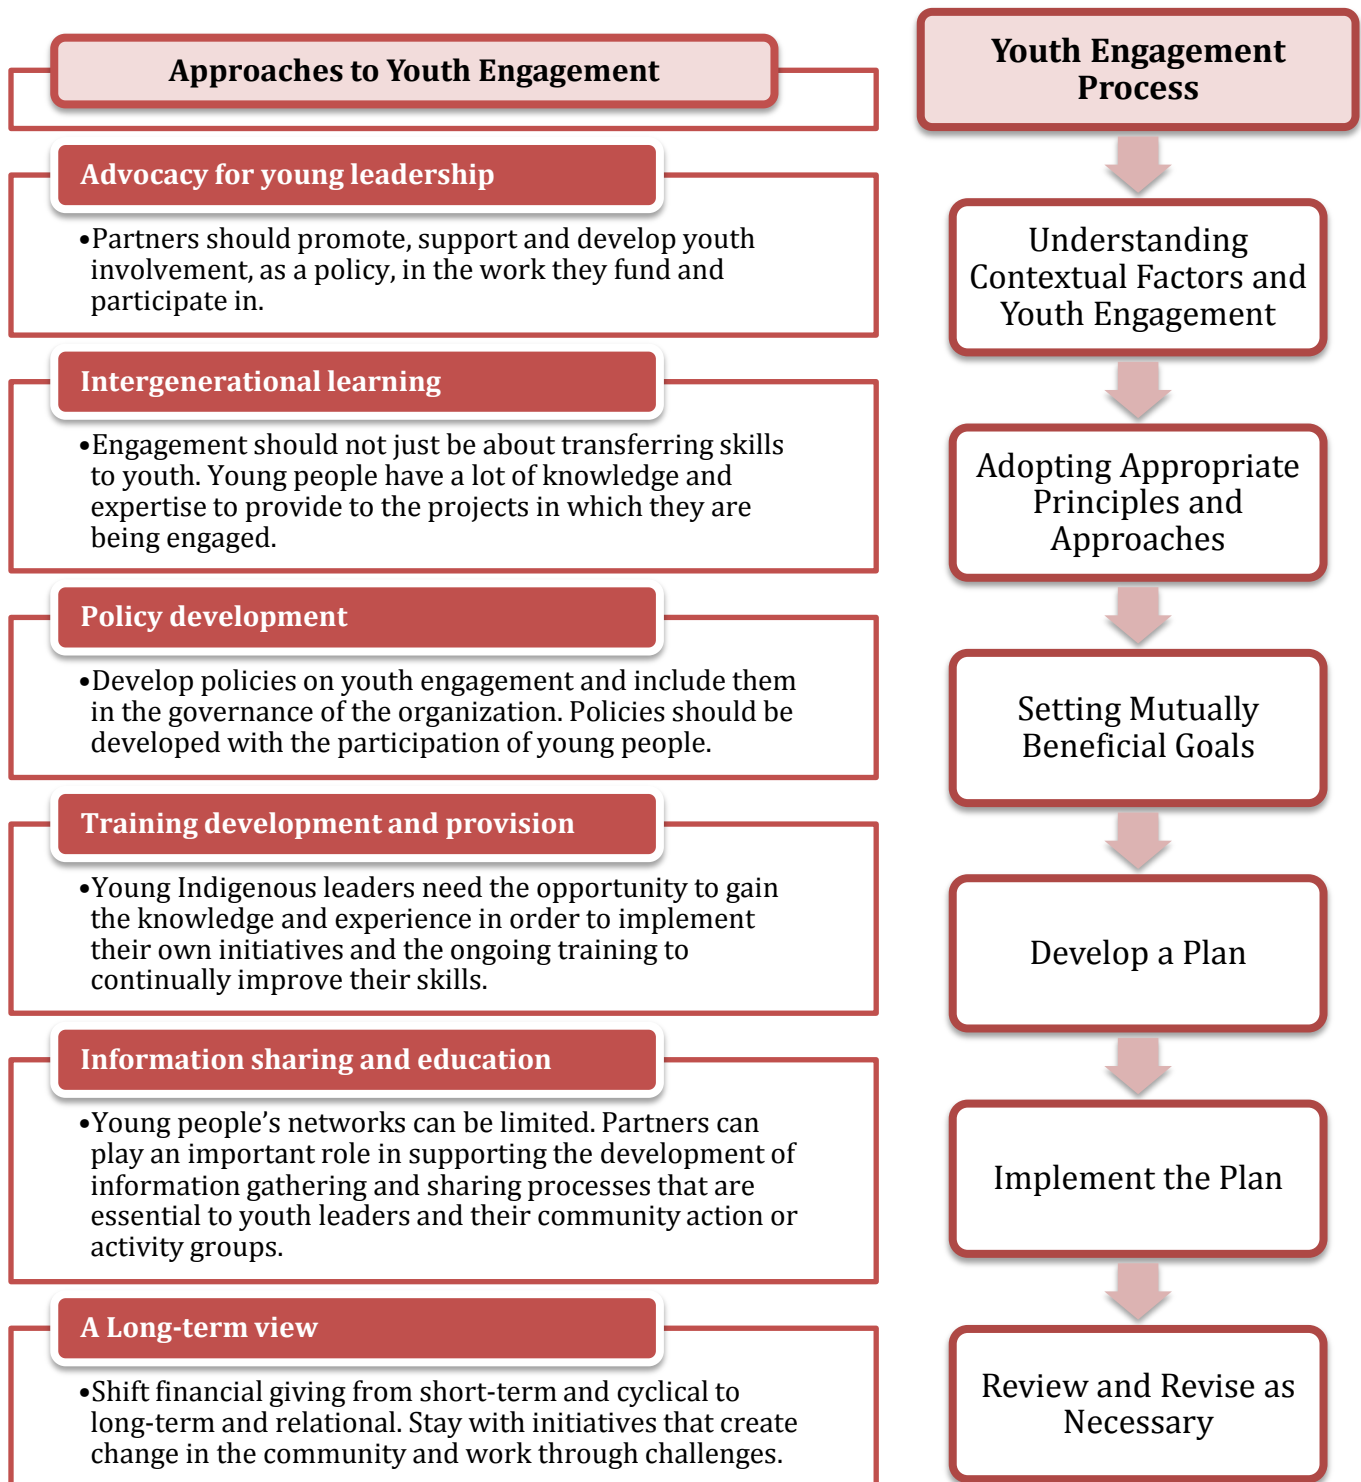 Approaches to Youth Engagement
Advocacy for young leadership
•Partners should promote, support and develop youth
involvement, as a policy, in the work they fund and
participate in.
Intergenerational learning
•Engagement should not just be about transferring skills
to youth. Young people have a lot of knowledge and
expertise to provide to the projects in which they are
being engaged.
Policy development
•Develop policies on youth engagement and include them
in the governance of the organization. Policies should be
developed with the participation of young people.
Training development and provision
•Young Indigenous leaders need the opportunity to gain
the knowledge and experience in order to implement
their own initiatives and the ongoing training to
continually improve their skills.
Information sharing and education
•Young people’s networks can be limited. Partners can
play an important role in supporting the development of
information gathering and sharing processes that are
essential to youth leaders and their community action or
activity groups.
A Long-term view
•Shift financial giving from short-term and cyclical to
long-term and relational. Stay with initiatives that create
change in the community and work through challenges.
Youth Engagement
Process
Understanding
Contextual Factors and
Youth Engagement
Adopting Appropriate
Principles and
Approaches
Setting Mutually
Beneficial Goals
Develop a Plan
Implement the Plan
Review and Revise as
Necessary